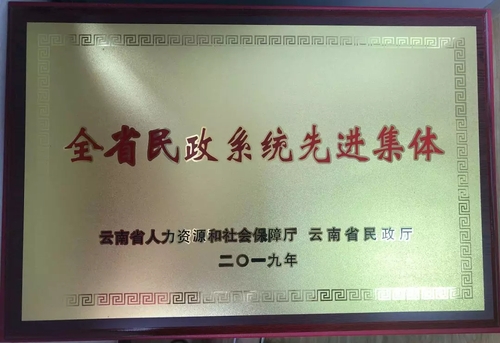 全省民政系统先进集体
云南省人力资源和社会保障厅 云南省民政厅
二〇一九年